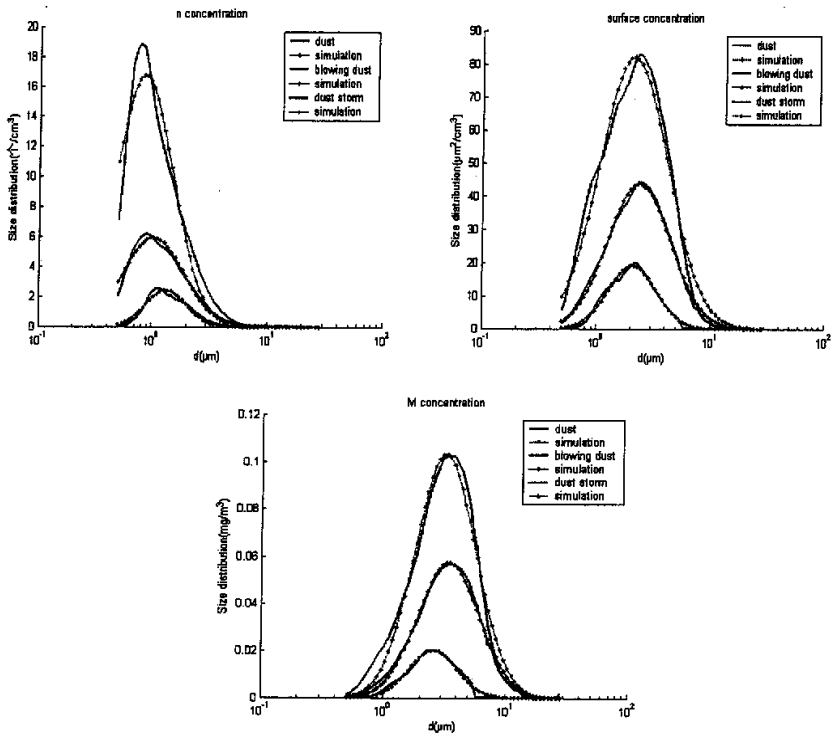 n concentration
20
18
16
14
12
10
8
6
4
2
0
Size distribution(
/cm3)
10-1
100
101
102
d(μm)
dust
simulation
blowing dust
simulation
dust storm
simulation
surface concentration
90
80
70
60
50
40
30
20
10
0
Size distribution(μm2/cm3)
10-1
100
101
102
d(μm)
dust
simulation
blowing dust
simulation
dust storm
simulation
M concentration
0.12
0.1
0.08
0.06
0.04
0.02
0
Size distribution(mg/m3)
10-1
100
101
102
d(μm)
dust
simulation
blowing dust
simulation
dust storm
simulation